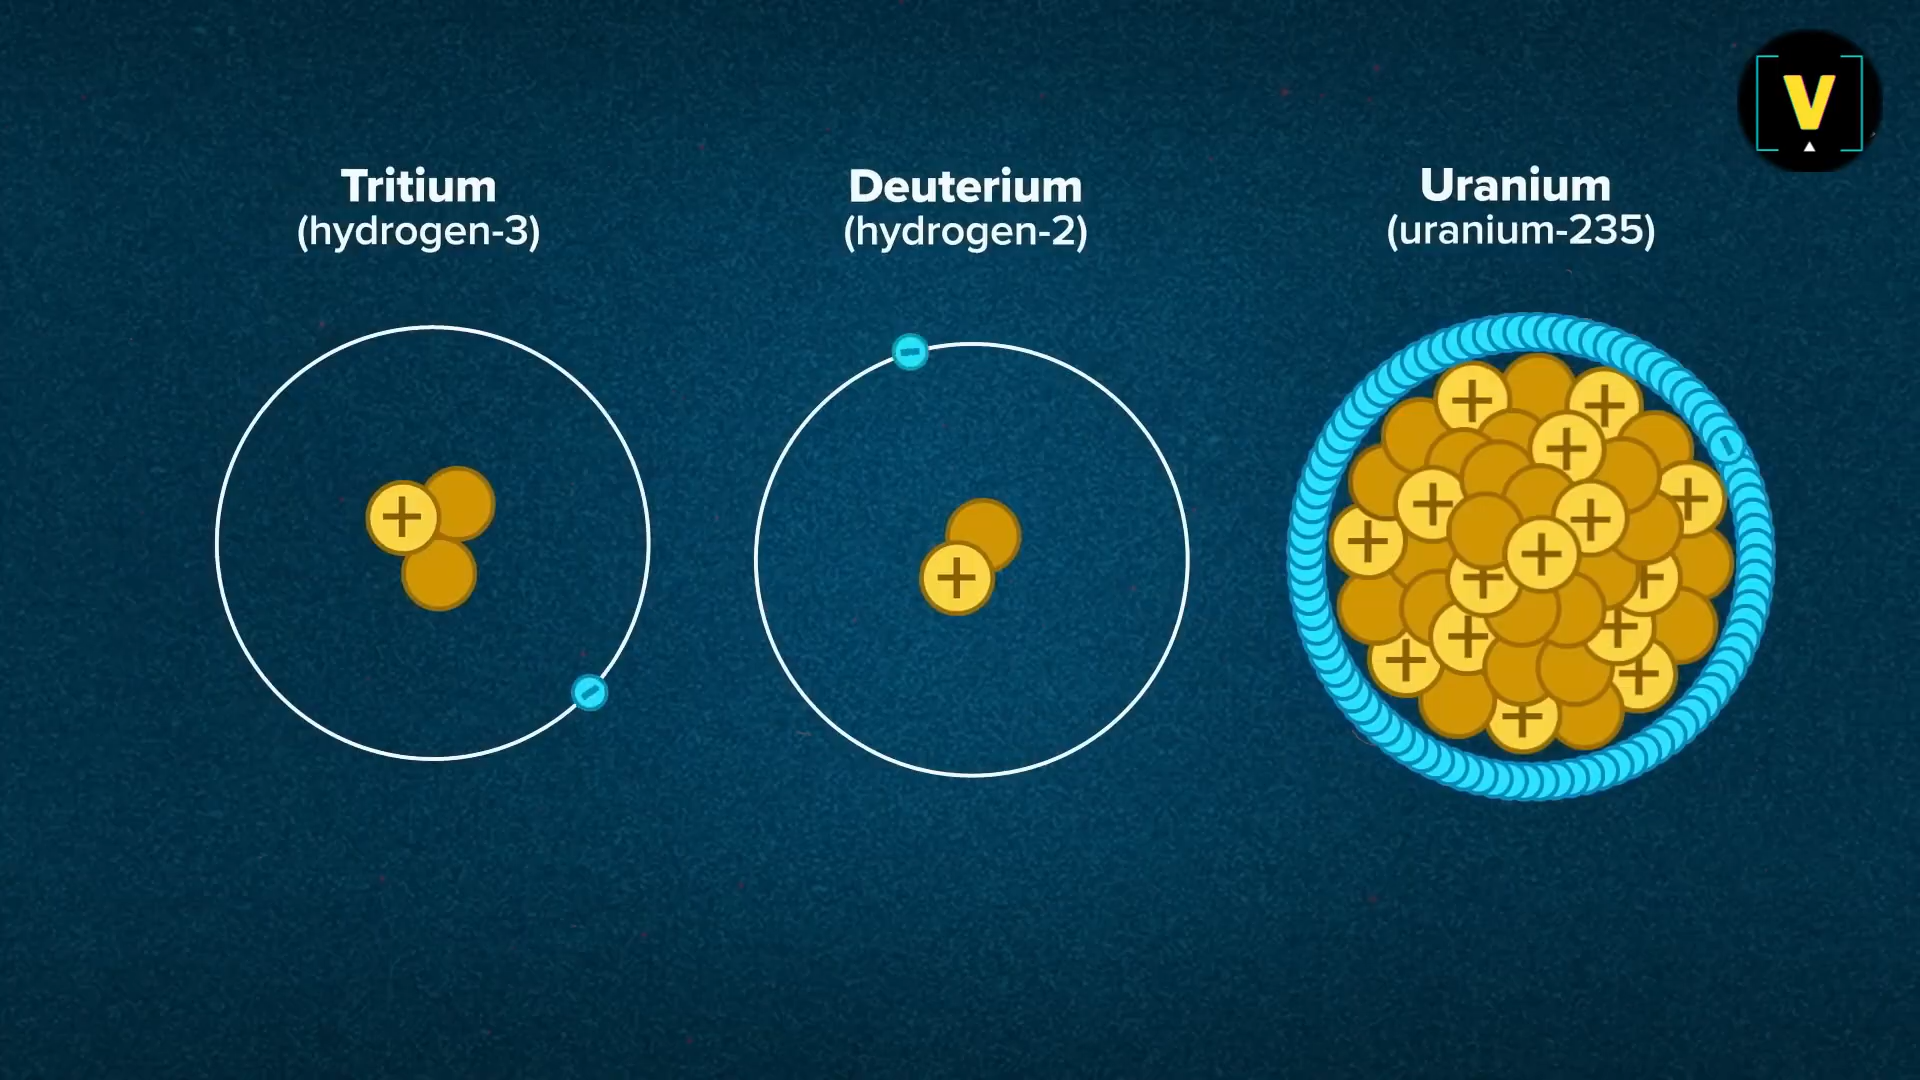 Tritium
(hydrogen-3)
Deuterium
(hydrogen-2)
Uranium
(uranium-235)
V